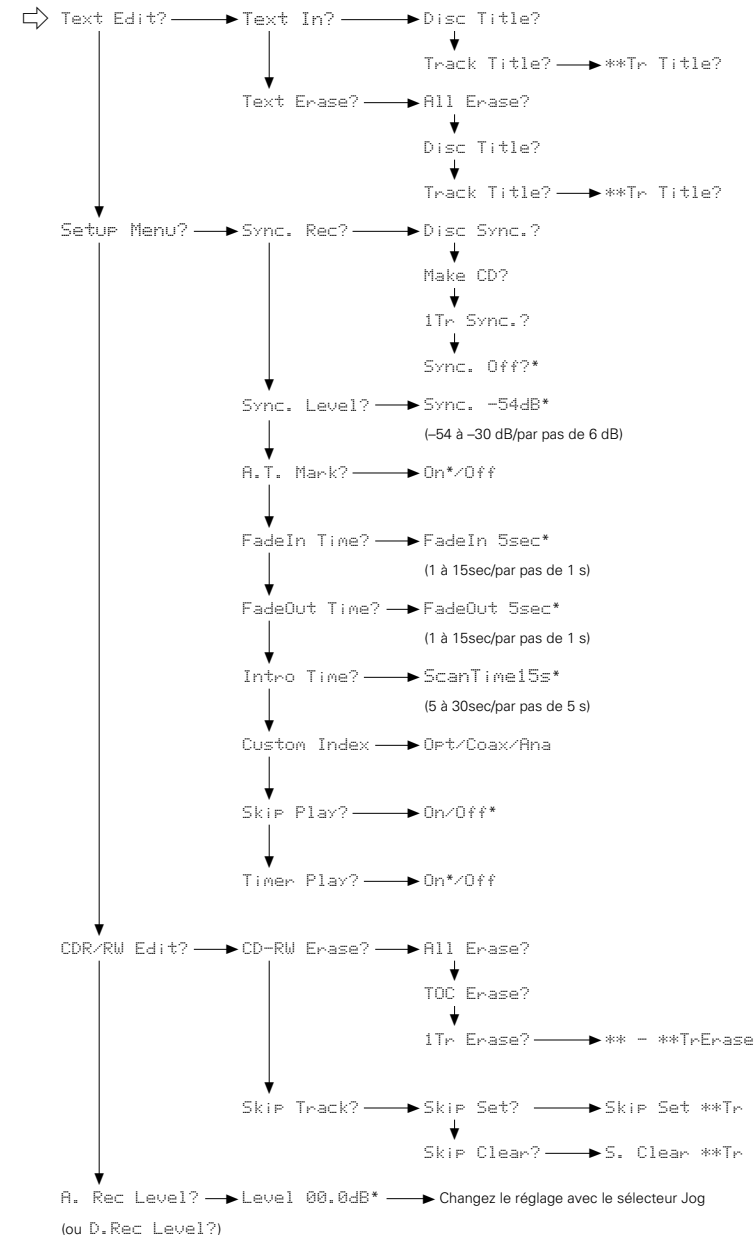 Text Edit? Text In? Disc Title?
Track Title? **Tr Title?
Text Erase? All Erase?
Disc Title?
Track Title? **Tr Title?
Setup Menu? Sync. Rec? Disc Sync.?
Make CD?
1Tr Sync.?
Sync. Off?*
Sync. Level? Sync. -54dB*
(–54 à –30 dB/par pas de 6 dB)
A.T. Mark? On*/Off
FadeIn Time? FadeIn 5sec*
(1 à 15sec/par pas de 1 s)
FadeOut Time? FadeOut 5sec*
(1 à 15sec/par pas de 1 s)
Intro Time? ScanTime15s*
(5 à 30sec/par pas de 5 s)
Custom Index Opt/Coax/Ana
Skip Play? On/Off*
Timer Play? On*/Off
CDR/RW Edit? CD-RW Erase? All Erase?
TOC Erase?
1Tr Erase? ** - **TrErase
Skip Track? Skip Set? Skip Set **Tr
Skip Clear? S. Clear **Tr
A. Rec Level? Level 00.0dB* Changez le réglage avec le sélecteur Jog
(ou D.Rec Level?)